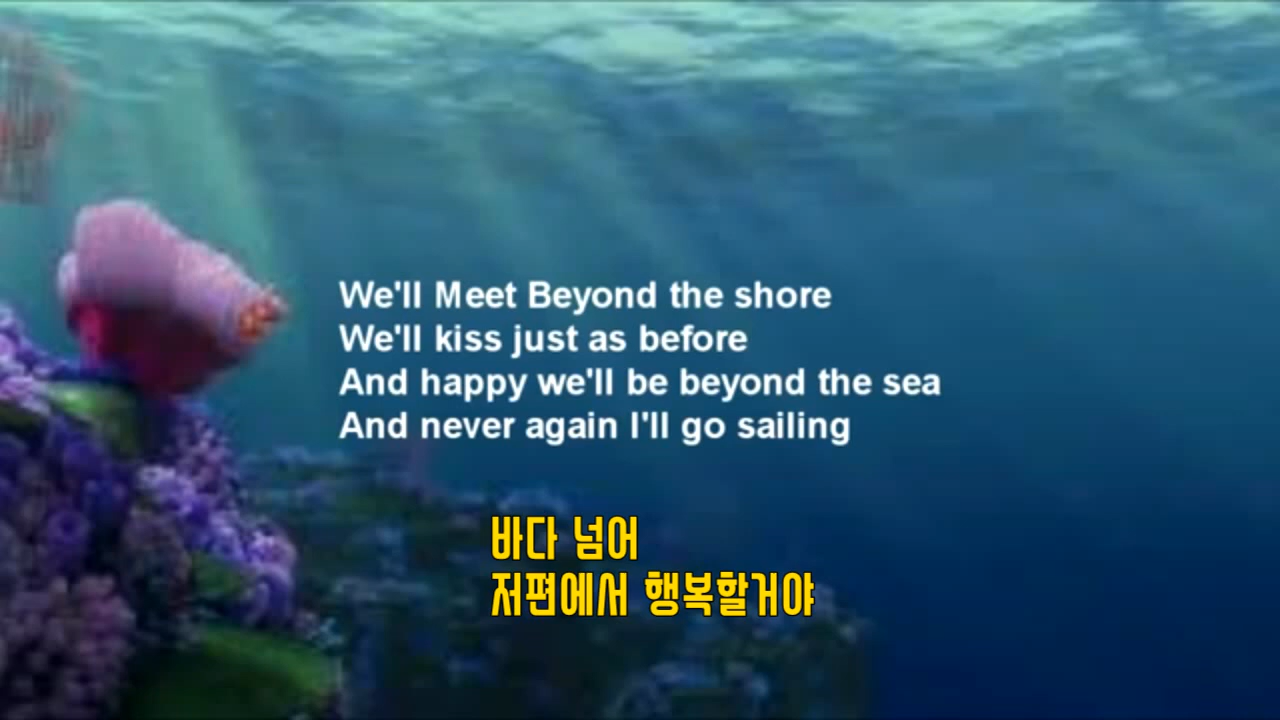 We'll Meet Beyond the shore
We'll kiss just as before
And happy we'll be beyond the sea
And never again I'll go sailing
바다 넘어
저편에서 행복할거야